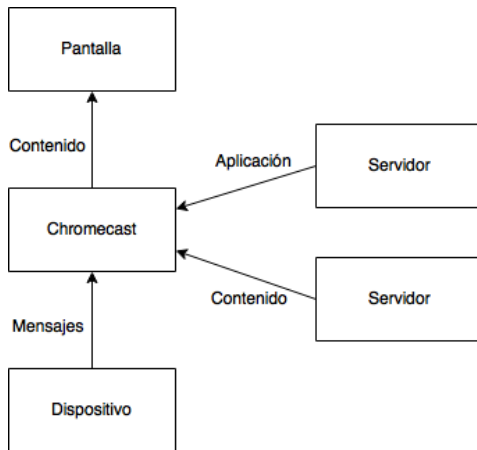 Pantalla
Contenido
Aplicación
Servidor
Chromecast
Contenido
Servidor
Mensajes
Dispositivo